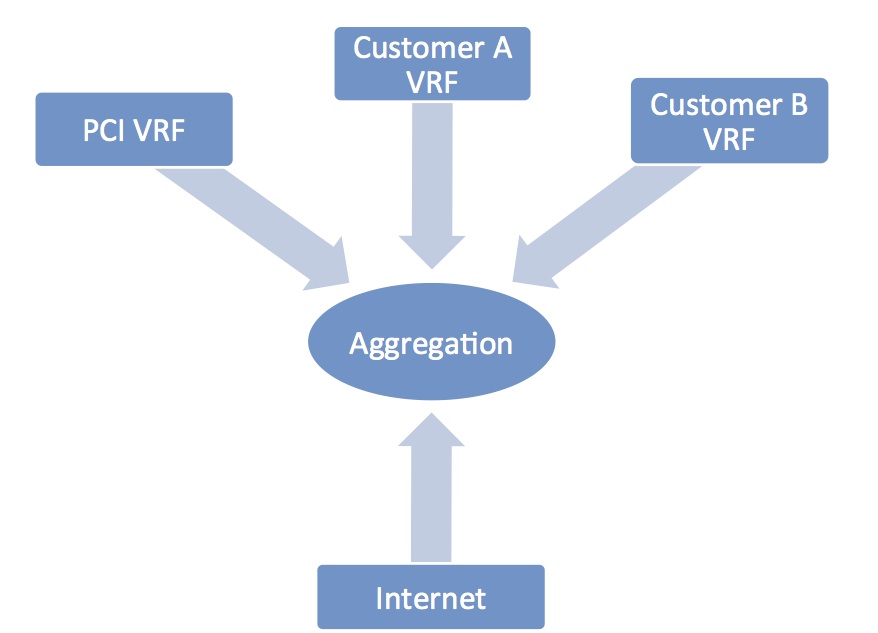 Customer A
VRF
PCI VRF
Customer B
VRF
Aggregation
Internet